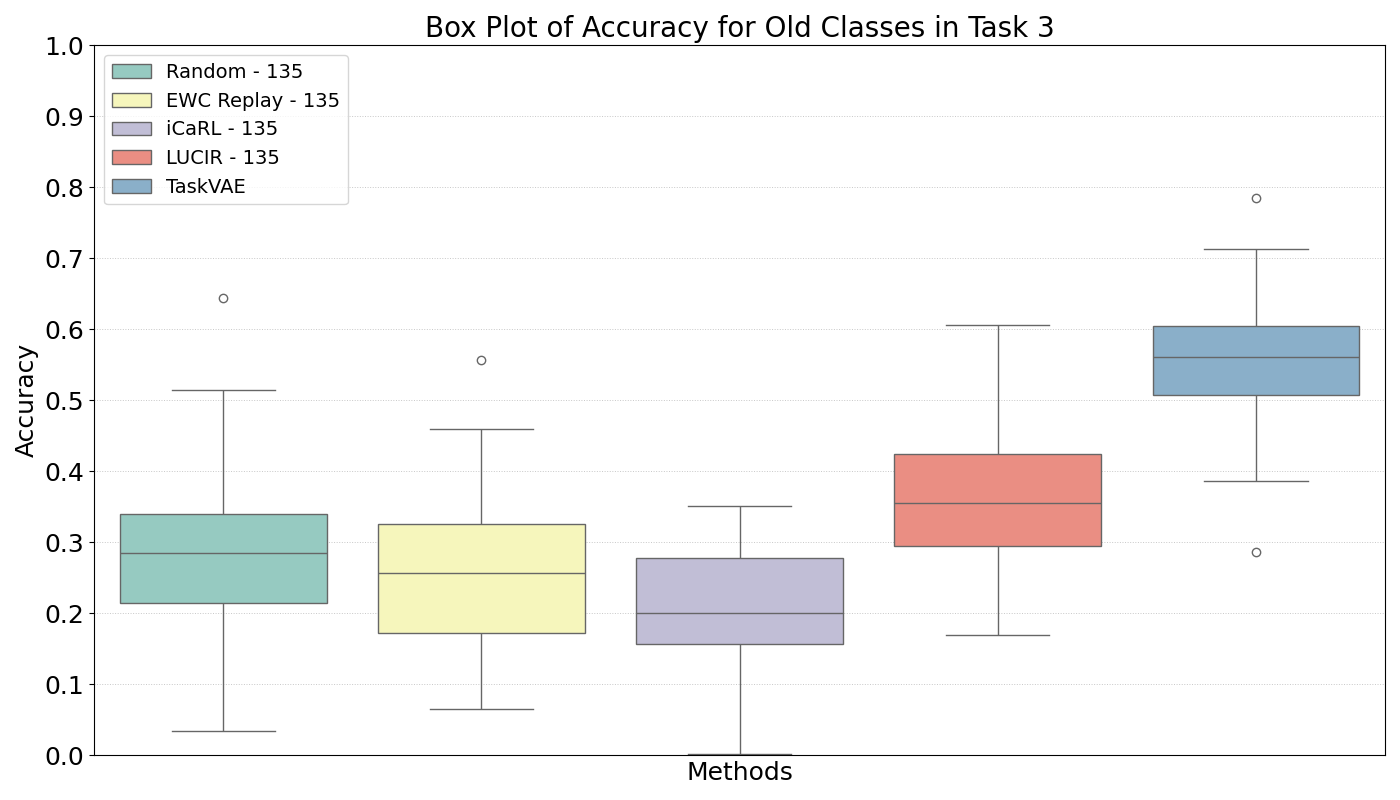 Box Plot of Accuracy for Old Classes in Task 3
1.0
0.9
0.8
0.7
0.6
0.5
0.4
0.3
0.2
0.1
0.0
Accuracy
Random - 135
EWC Replay - 135
iCaRL - 135
LUCIR - 135
TaskVAE
Methods